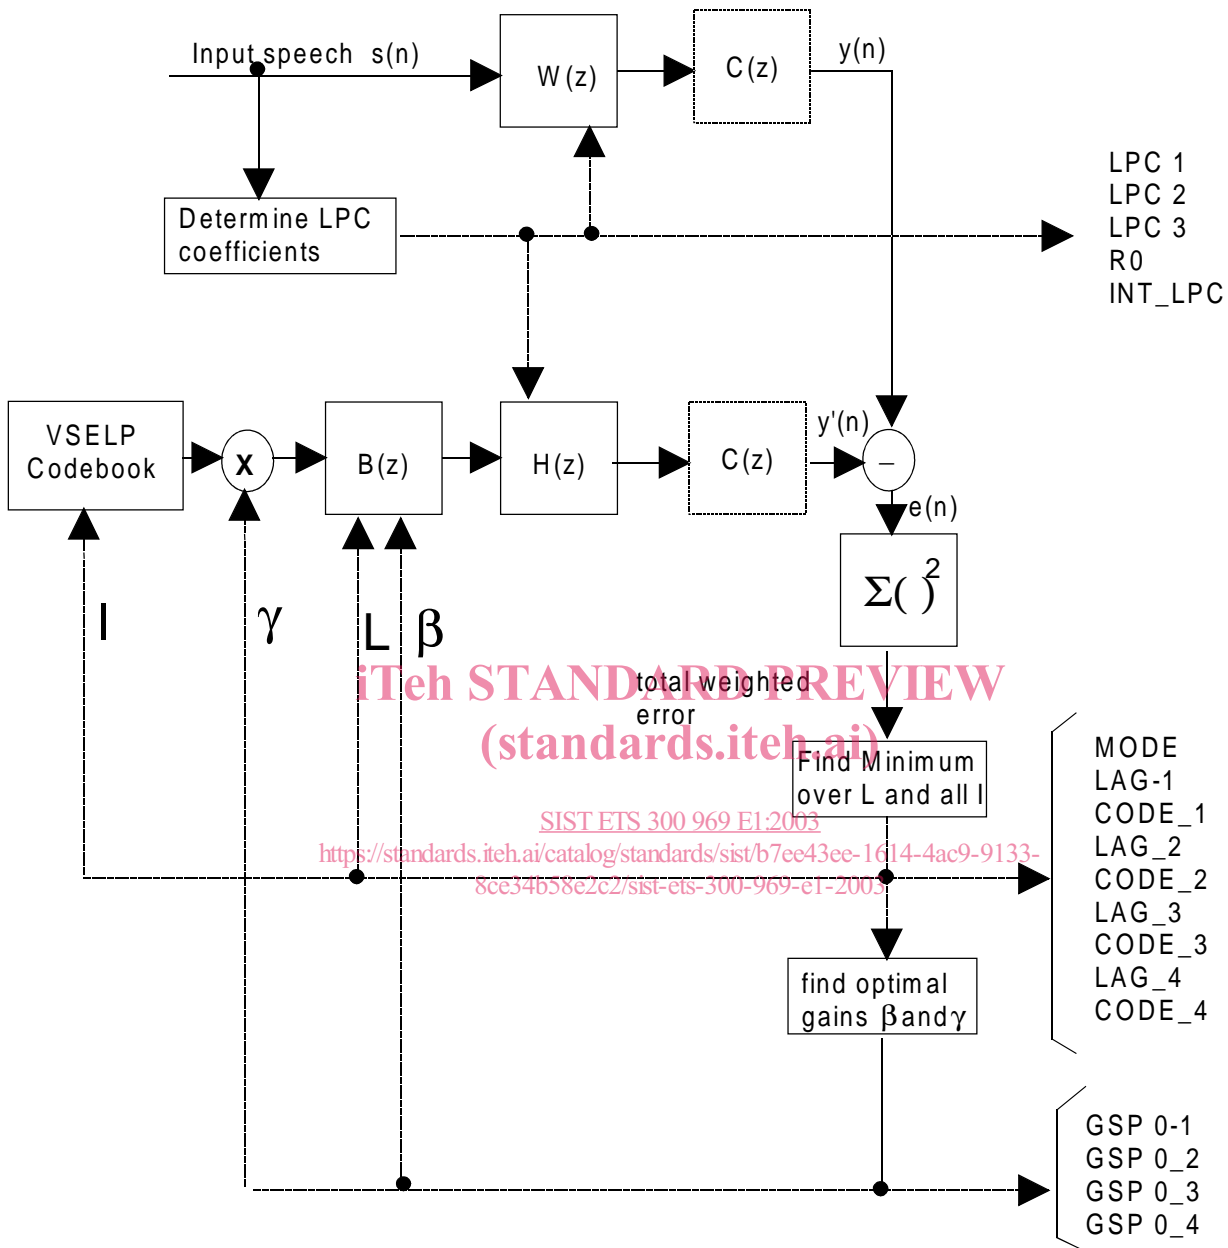 Input speech s(n)
W(z)
C(z)
y(n)
Determine LPC
coefficients
LPC 1
LPC 2
LPC 3
R0
INT_LPC
VSELP
Codebook
X
B(z)
H(z)
C(z)
y'(n)
−
e(n)
Σ( )²
I
γ
L
β
iTeh STANDARD PREVIEW
(standards.iteh.ai)
total weighted
error
Find Minimum
over L and all I
SIST ETS 300 969 E1:2003
https://standards.iteh.ai/catalog/standards/sist/b7ee43ee-1614-4ac9-9133-
8ce34b58e2c2/sist-ets-300-969-e1-2003
MODE
LAG-1
CODE_1
LAG_2
CODE_2
LAG_3
CODE_3
LAG_4
CODE_4
find optimal
gains β and γ
GSP 0-1
GSP 0_2
GSP 0_3
GSP 0_4